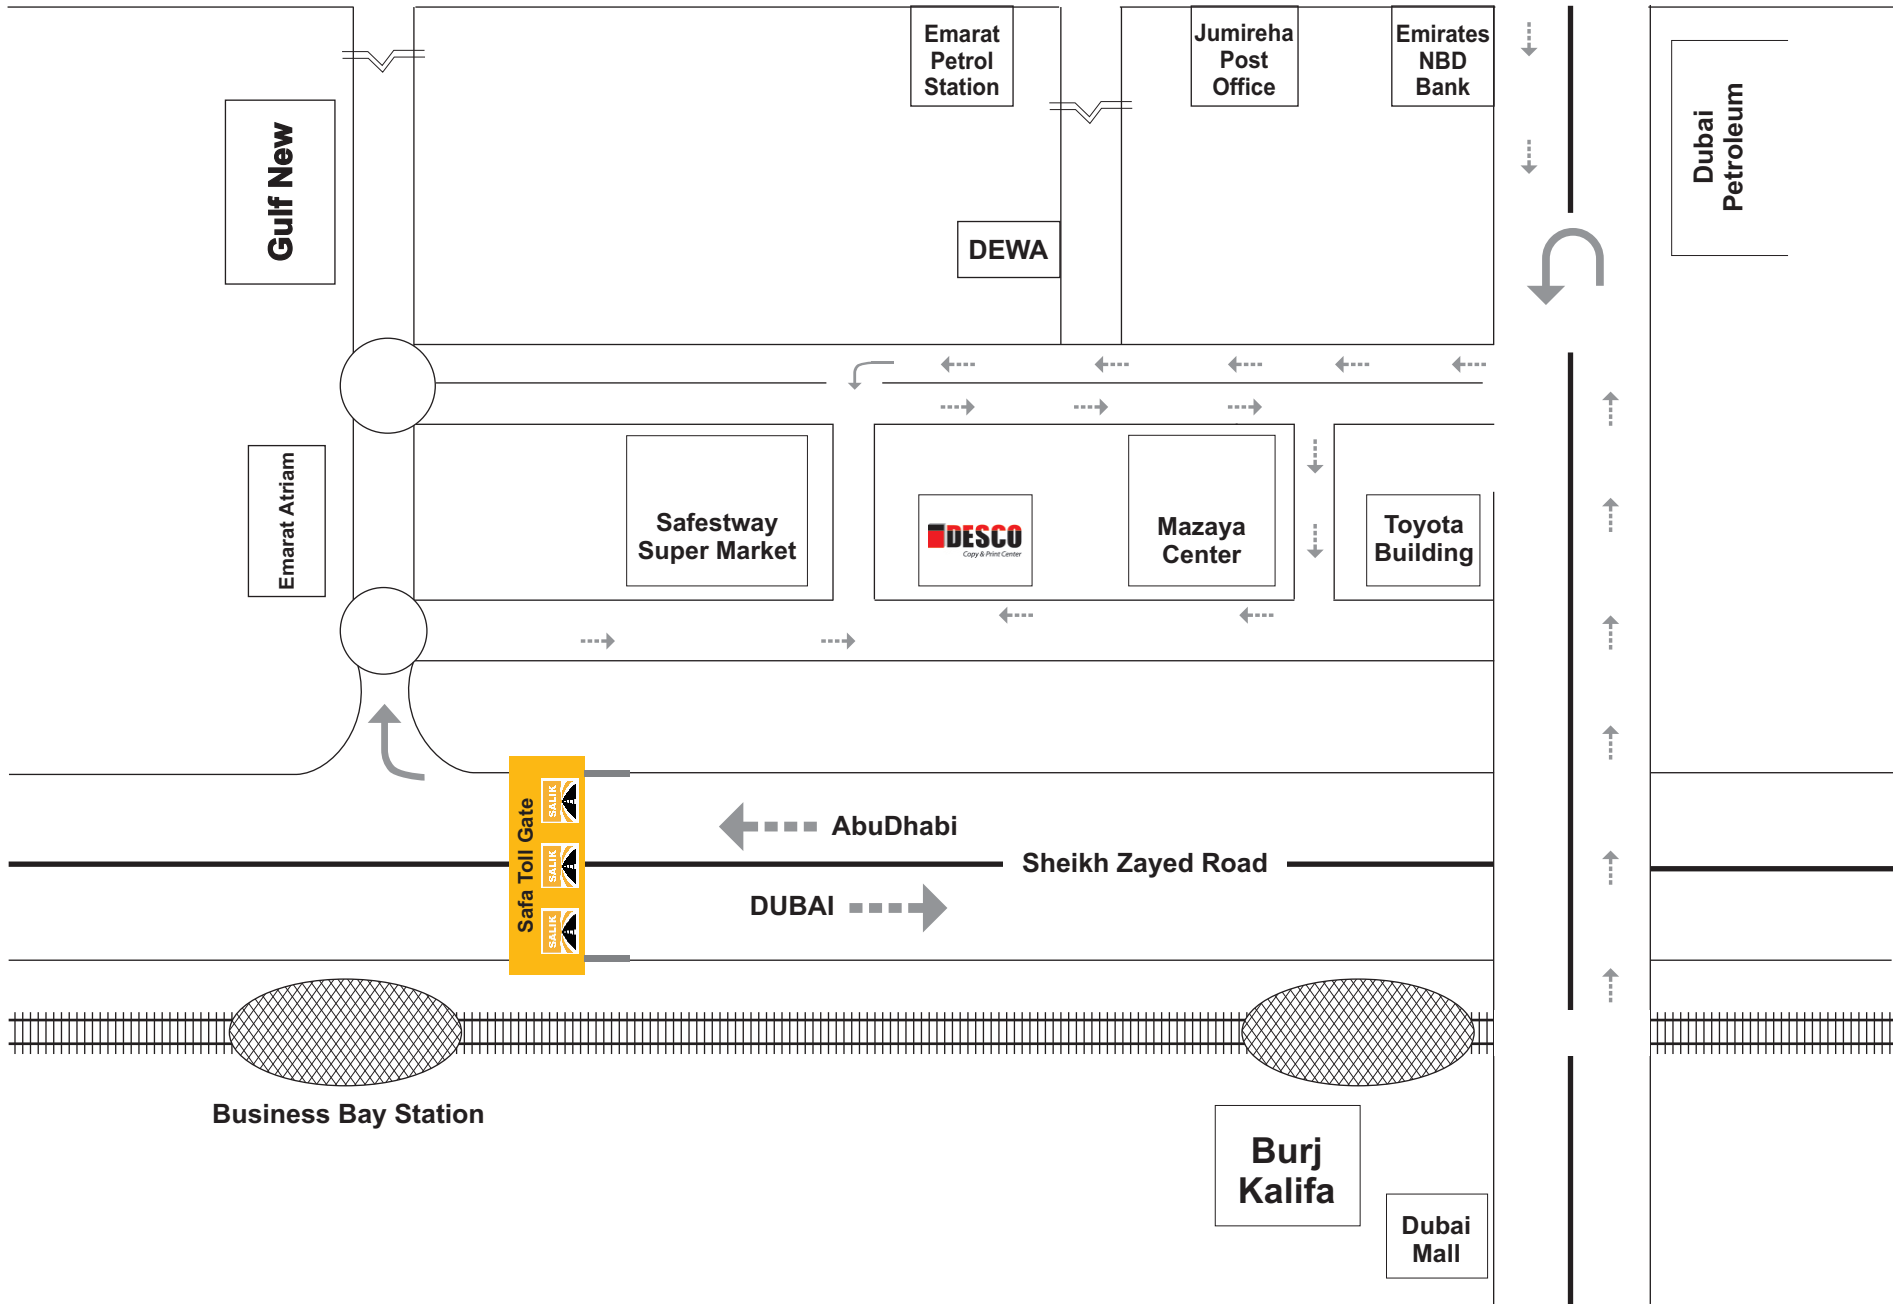 Emarat
Petrol
Station
Jumireha
Post
Office
Emirates
NBD
Bank
Dubai
Petroleum
Gulf New
DEWA
Emarat Atriam
Safestway
Super Market
DESCO
Copy & Print Center
Mazaya
Center
Toyota
Building
Safa Toll Gate
SALIK
SALIK
SALIK
AbuDhabi
Sheikh Zayed Road
DUBAI
Business Bay Station
Burj
Kalifa
Dubai
Mall